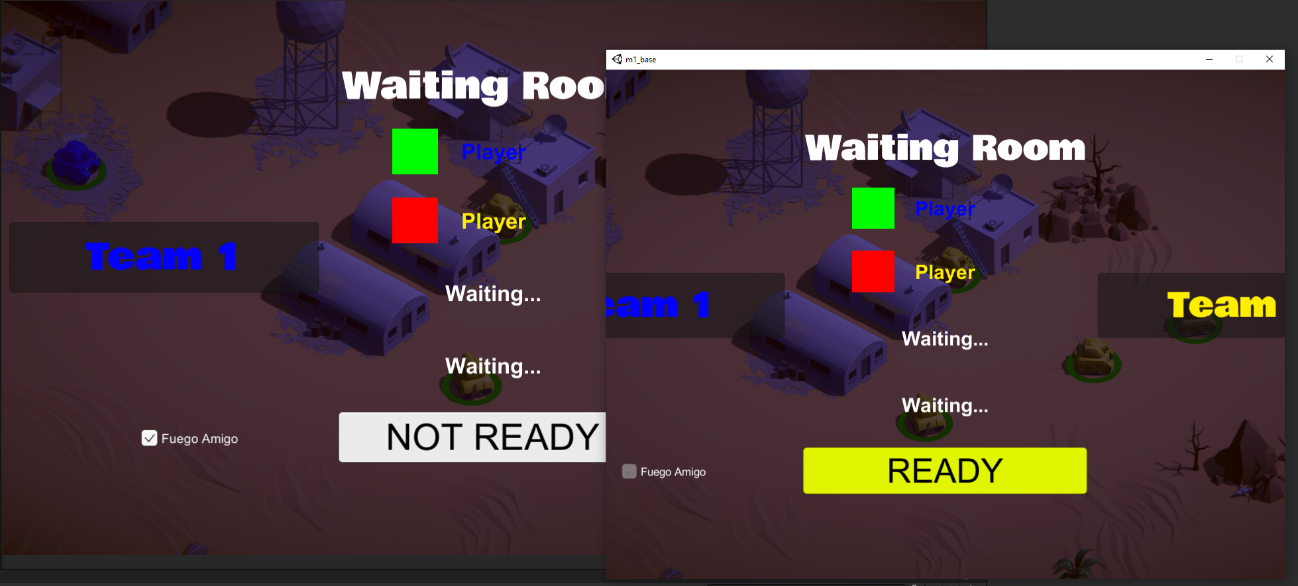 Waiting Roo
Player
Player
Team 1
Waiting...
Waiting...
Fuego Amigo
NOT READY
m1_base
Waiting Room
Player
Player
eam 1
Team
Waiting...
Waiting...
Fuego Amigo
READY